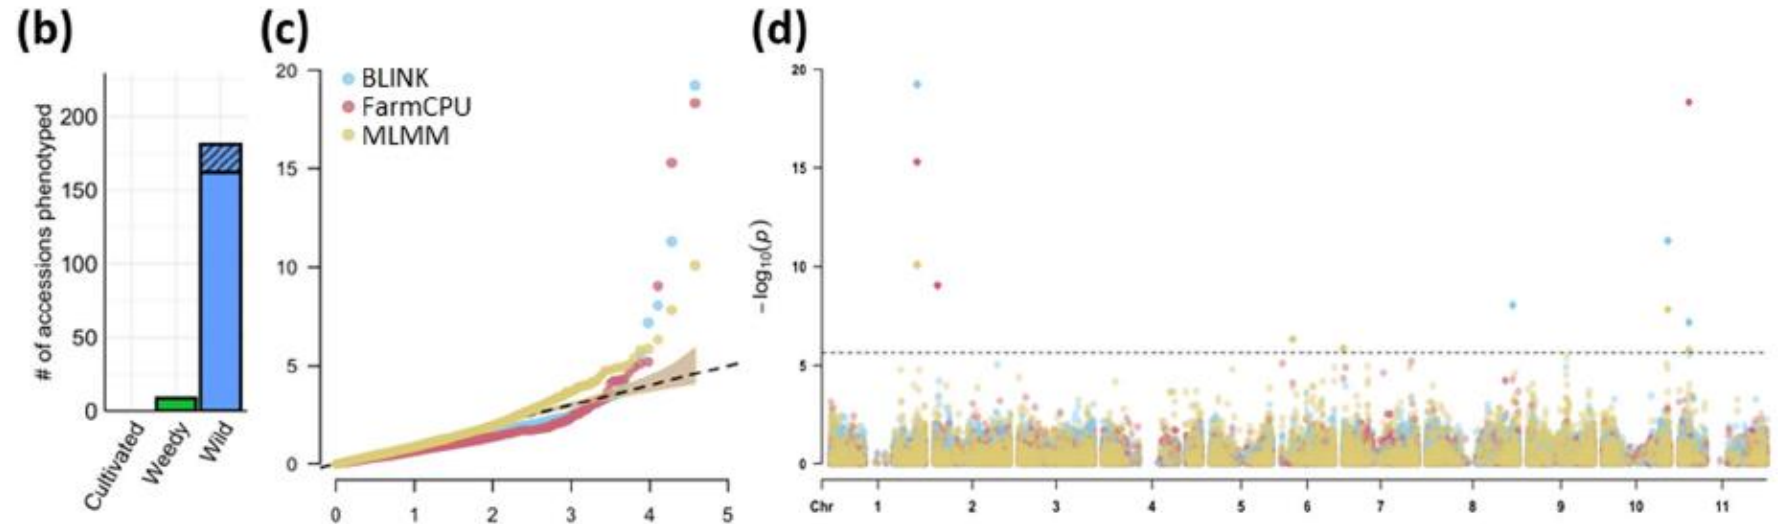 (b)
# of accessions phenotyped
200
150
100
50
0
Cultivated
Weedy
Wild
(c)
BLINK
FarmCPU
MLMM
20
15
10
5
0
0 1 2 3 4 5
(d)
−log10(p)
20
15
10
5
0
Chr 1 2 3 4 5 6 7 8 9 10 11